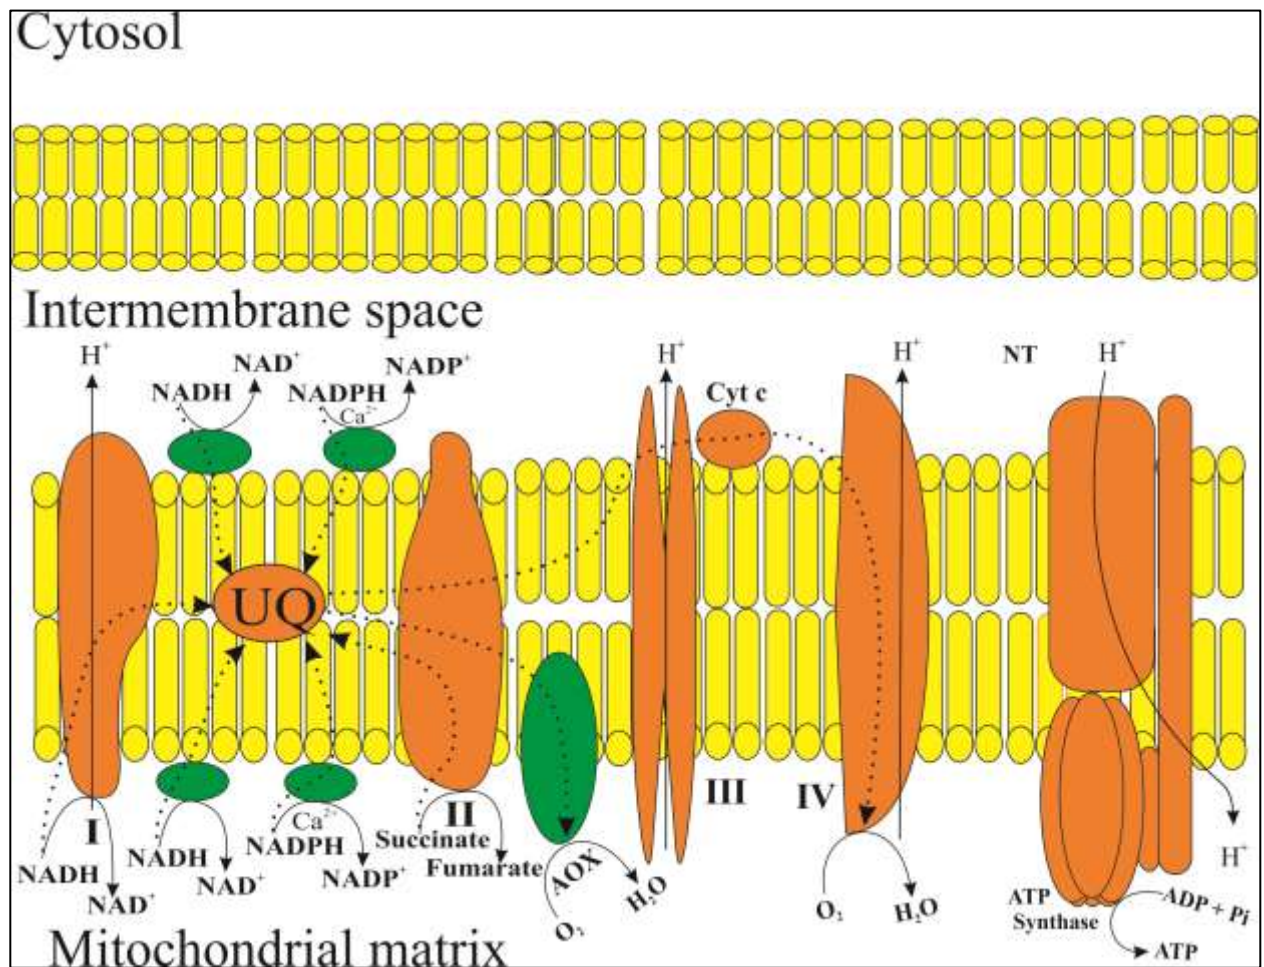 Cytosol
Intermembrane space
H⁺
NADH
NAD⁺
NADPH
Ca²⁺
NADP⁺
H⁺
Cyt c
H⁺
NT
H⁺
UQ
I
NADH
NAD⁺
NADH
NAD⁺
Ca²⁺
NADPH
NADP⁺
II
Succinate
Fumarate
AOX
O₂
H₂O
III
IV
O₂
H₂O
ATP
Synthase
ADP + Pi
ATP
H⁺
Mitochondrial matrix